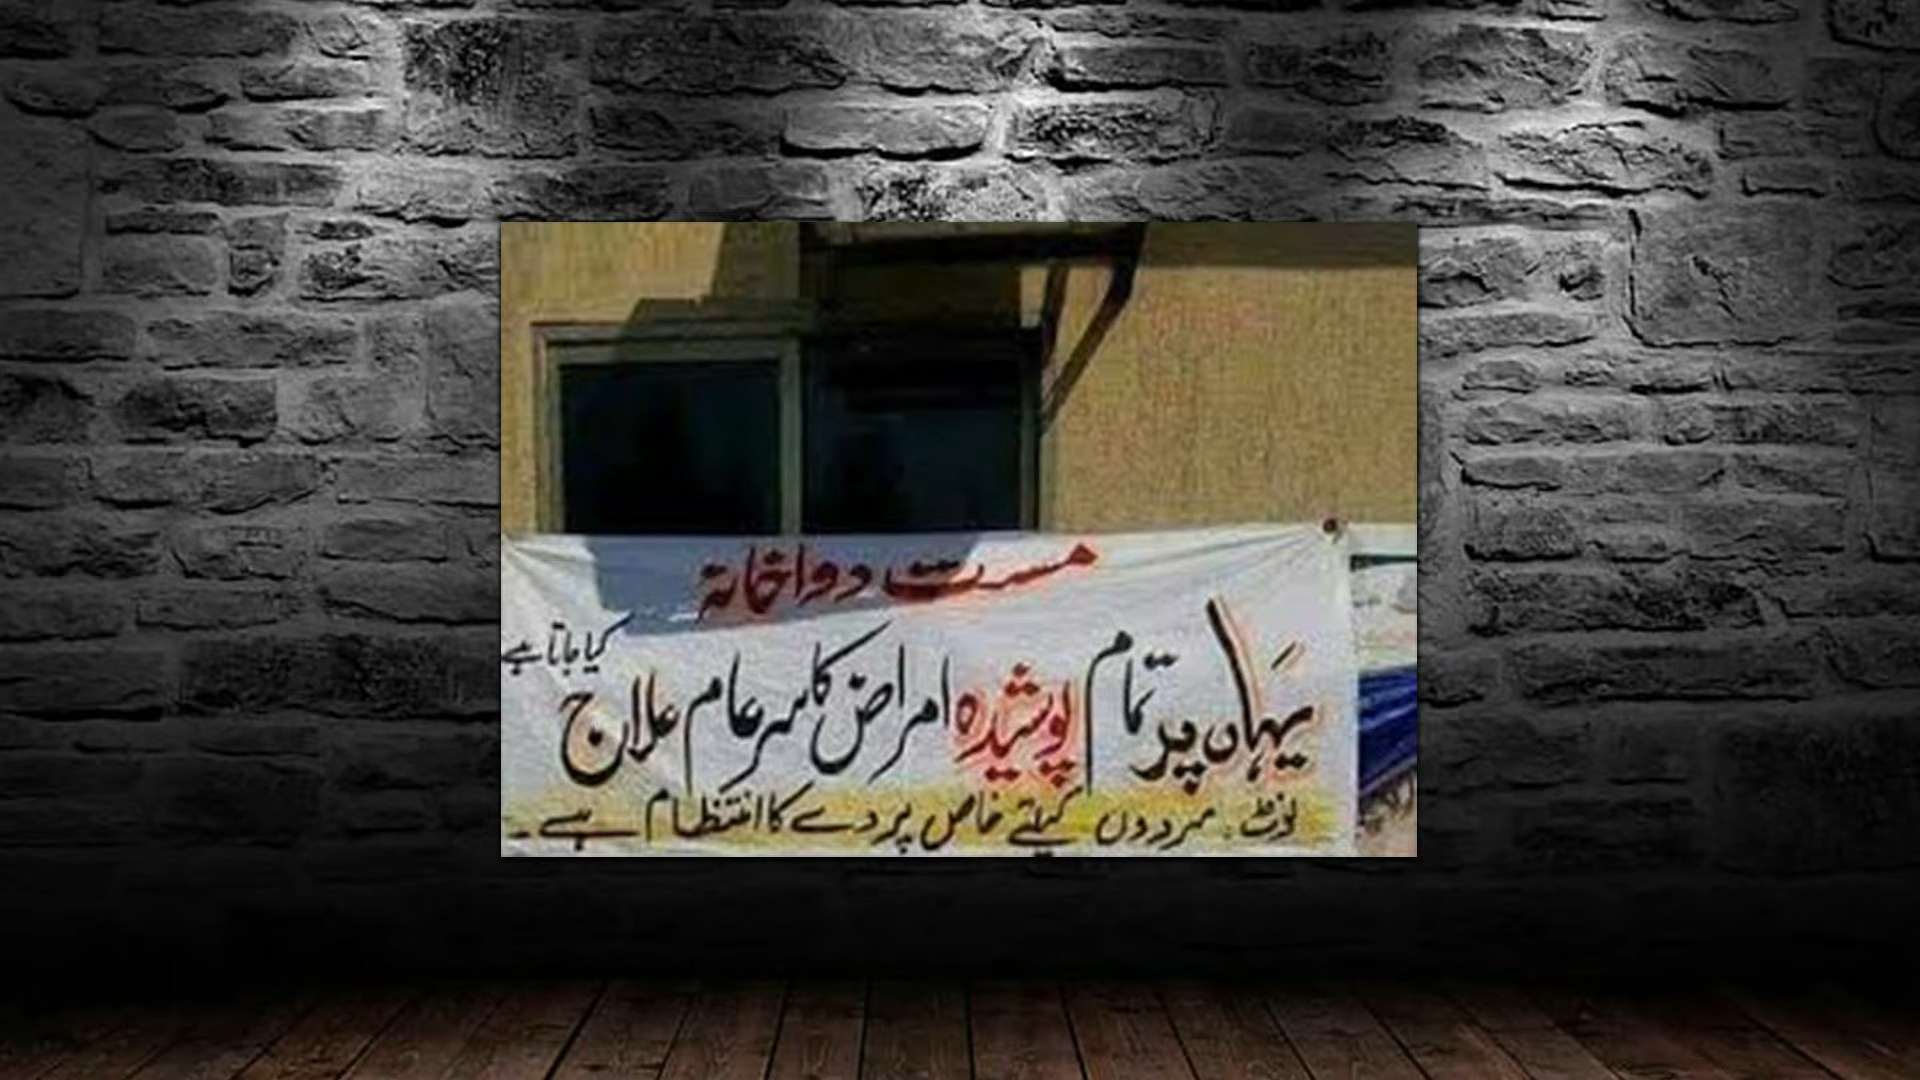 مست دواخانہ
یہاں پر تمام پوشیدہ امراض کا سرعام علاج کیا جاتا ہے
نوٹ: مردوں کیلئے خاص پردے کا انتظام ہے۔